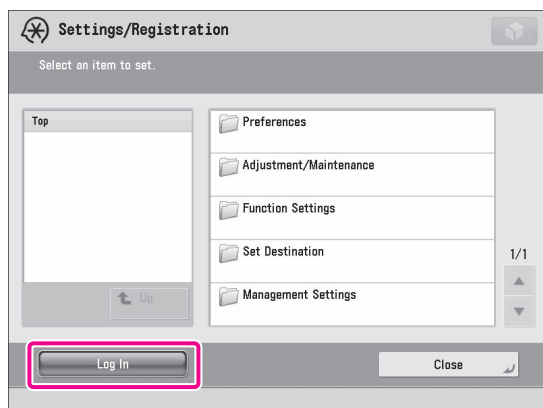 Settings/Registration
Select an item to set.
Top
Preferences
Adjustment/Maintenance
Function Settings
Set Destination
1/1
Management Settings
Up
Log In
Close